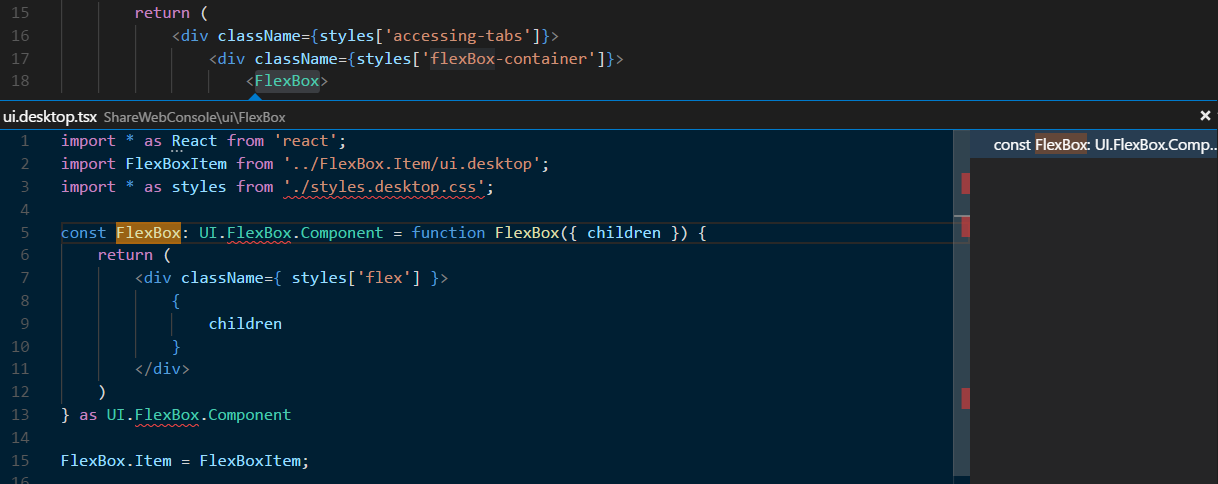 15 return (
16 <div className={styles['accessing-tabs']}>
17 <div className={styles['flexBox-container']}>
18 <FlexBox>
ui.desktop.tsx ShareWebConsole\ui\FlexBox
1 import * as React from 'react';
2 import FlexBoxItem from '../FlexBox.Item/ui.desktop';
3 import * as styles from './styles.desktop.css';
4
5 const FlexBox: UI.FlexBox.Component = function FlexBox({ children }) {
6 return (
7 <div className={ styles['flex'] }>
8 {
9 children
10 }
11 </div>
12 )
13 } as UI.FlexBox.Component
14
15 FlexBox.Item = FlexBoxItem;
16
const FlexBox: UI.FlexBox.Comp...